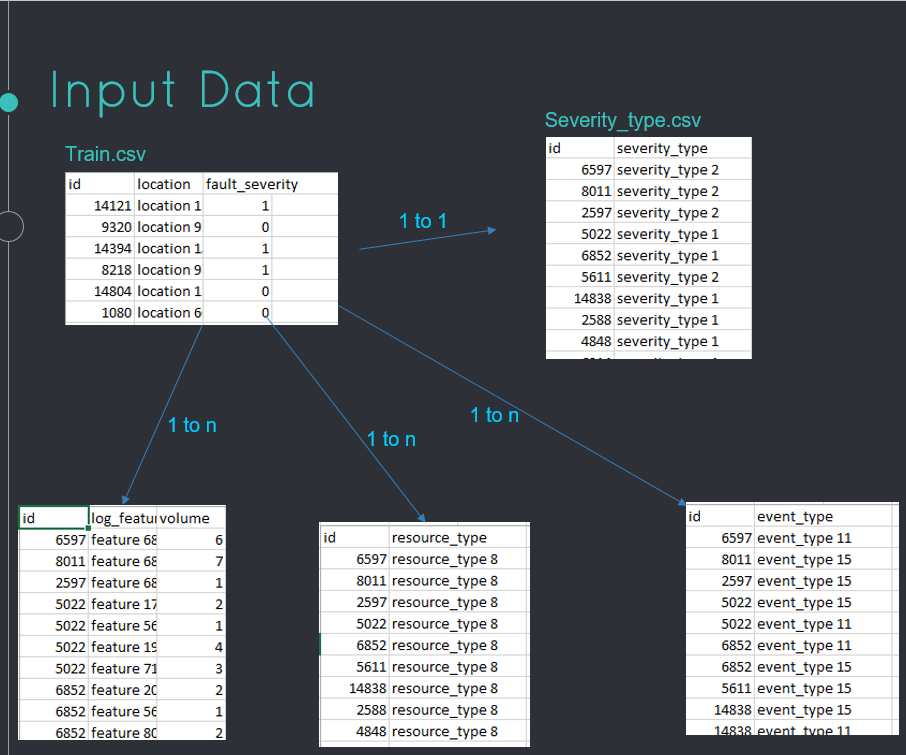 Input Data
Train.csv
id location fault_severity
14121 location 1 1
9320 location 9 0
14394 location 1 1
8218 location 9 1
14804 location 1 0
1080 location 6 0
1 to 1
Severity_type.csv
id severity_type
6597 severity_type 2
8011 severity_type 2
2597 severity_type 2
5022 severity_type 1
6852 severity_type 1
5611 severity_type 2
14838 severity_type 1
2588 severity_type 1
4848 severity_type 1
1 to n
1 to n
1 to n
id log_featur volume
6597 feature 68 6
8011 feature 68 7
2597 feature 68 1
5022 feature 17 2
5022 feature 56 1
5022 feature 19 4
5022 feature 71 3
6852 feature 20 2
6852 feature 56 1
6852 feature 80 2
id resource_type
6597 resource_type 8
8011 resource_type 8
2597 resource_type 8
5022 resource_type 8
6852 resource_type 8
5611 resource_type 8
14838 resource_type 8
2588 resource_type 8
4848 resource_type 8
id event_type
6597 event_type 11
8011 event_type 15
2597 event_type 15
5022 event_type 15
5022 event_type 11
6852 event_type 11
6852 event_type 15
5611 event_type 15
14838 event_type 15
14838 event_type 11